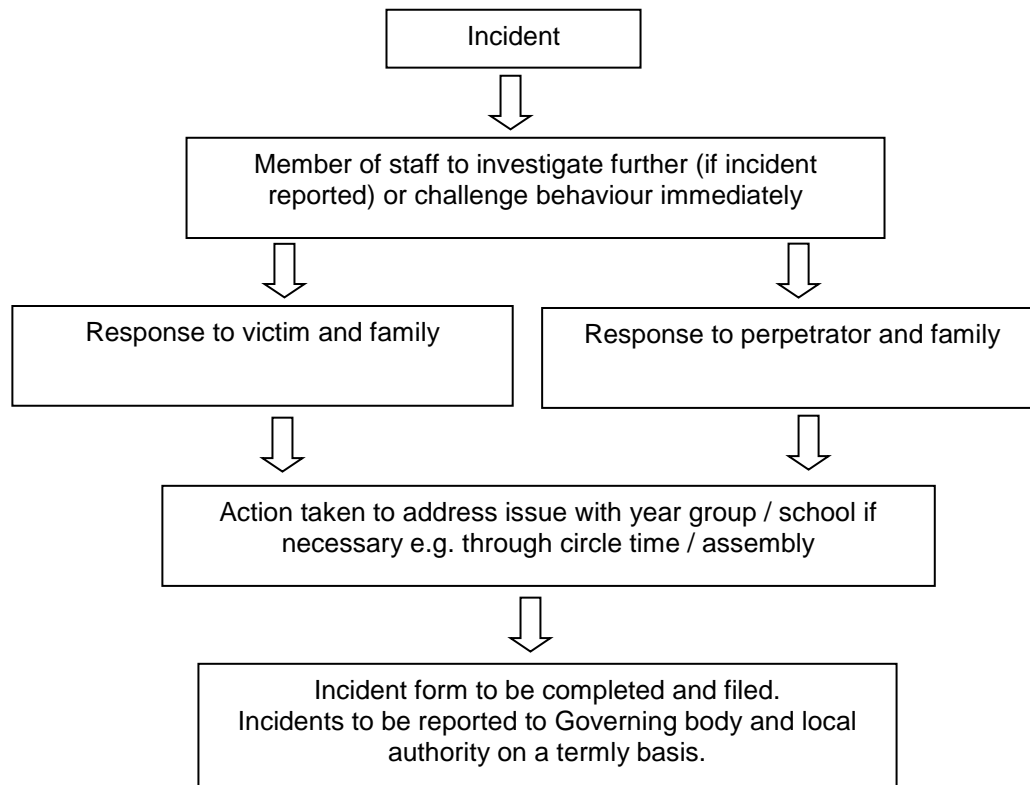 Incident
Member of staff to investigate further (if incident
reported) or challenge behaviour immediately
Response to victim and family
Response to perpetrator and family
Action taken to address issue with year group / school if
necessary e.g. through circle time / assembly
Incident form to be completed and filed.
Incidents to be reported to Governing body and local
authority on a termly basis.